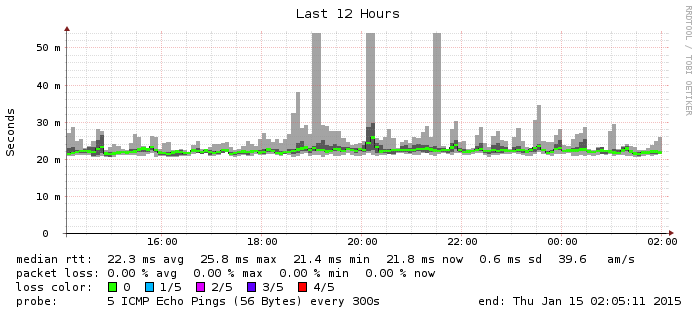 Last 12 Hours
RRDTOOL / TOBI OETIKER
Seconds
50 m
40 m
30 m
20 m
10 m
0
16:00 18:00 20:00 22:00 00:00 02:00
median rtt: 22.3 ms avg 25.8 ms max 21.4 ms min 21.8 ms now 0.6 ms sd 39.6 am/s
packet loss: 0.00 % avg 0.00 % max 0.00 % min 0.00 % now
loss color: 0 1/5 2/5 3/5 4/5
probe: 5 ICMP Echo Pings (56 Bytes) every 300s end: Thu Jan 15 02:05:11 2015